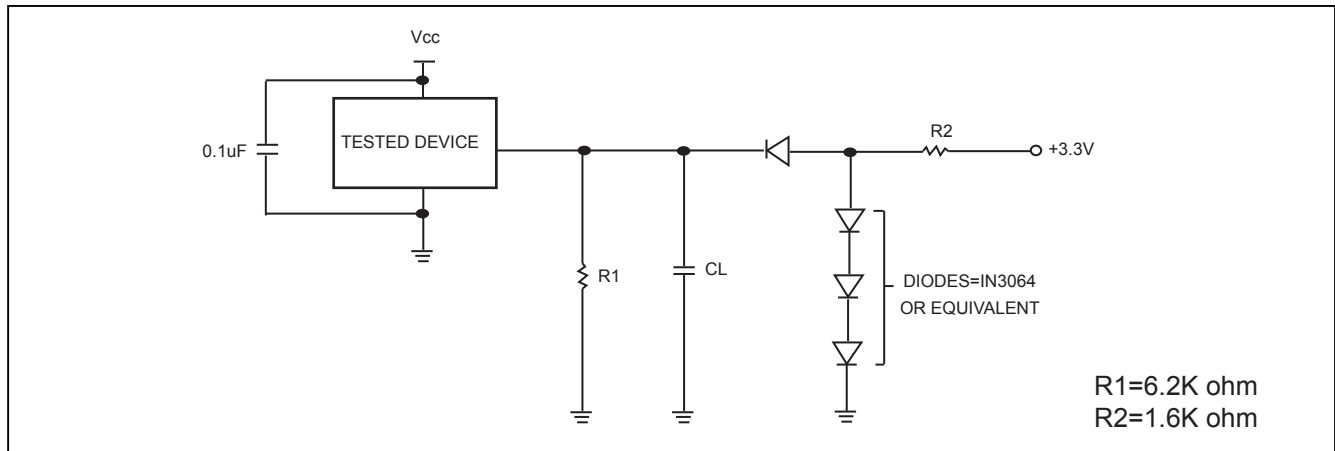 Vcc
0.1uF
TESTED DEVICE
R2
+3.3V
R1
CL
DIODES=IN3064
OR EQUIVALENT
R1=6.2K ohm
R2=1.6K ohm